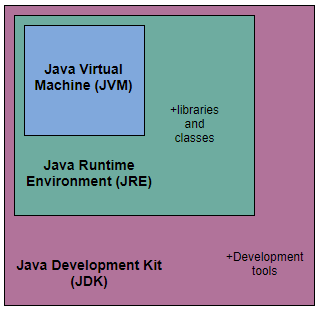 Java Virtual
Machine (JVM)
+libraries
and
classes
Java Runtime
Environment (JRE)
+Development
tools
Java Development Kit
(JDK)